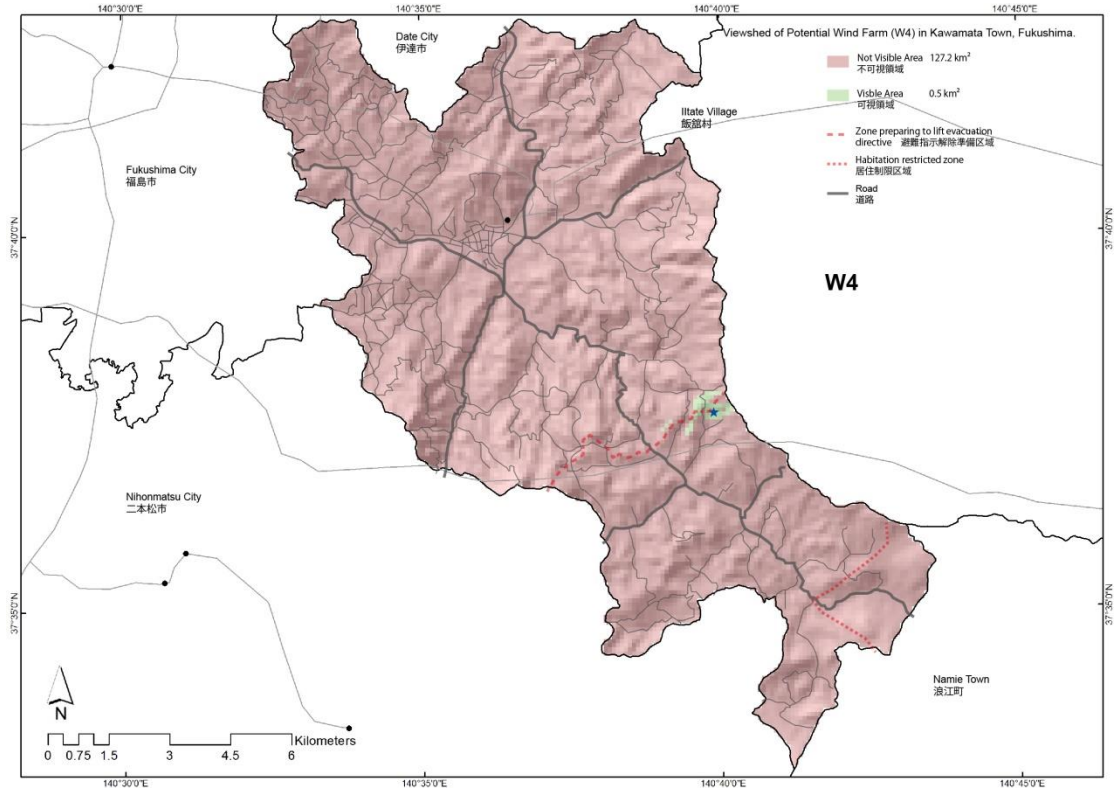 140°30'0"E
140°35'0"E
140°40'0"E
140°45'0"E
Viewshed of Potential Wind Farm (W4) in Kawamata Town, Fukushima.
Not Visible Area 127.2 km²
不可視領域
Visble Area 0.5 km²
可視領域
Zone preparing to lift evacuation
directive 避難指示解除準備区域
Habitation restricted zone
居住制限区域
Road
道路
Date City
伊達市
IItate Village
飯舘村
Fukushima City
福島市
37°40'0"N
37°40'0"N
W4
Nihonmatsu City
二本松市
37°35'0"N
37°35'0"N
Namie Town
浪江町
N
Kilometers
0 0.75 1.5 3 4.5 6
140°30'0"E
140°35'0"E
140°40'0"E
140°45'0"E